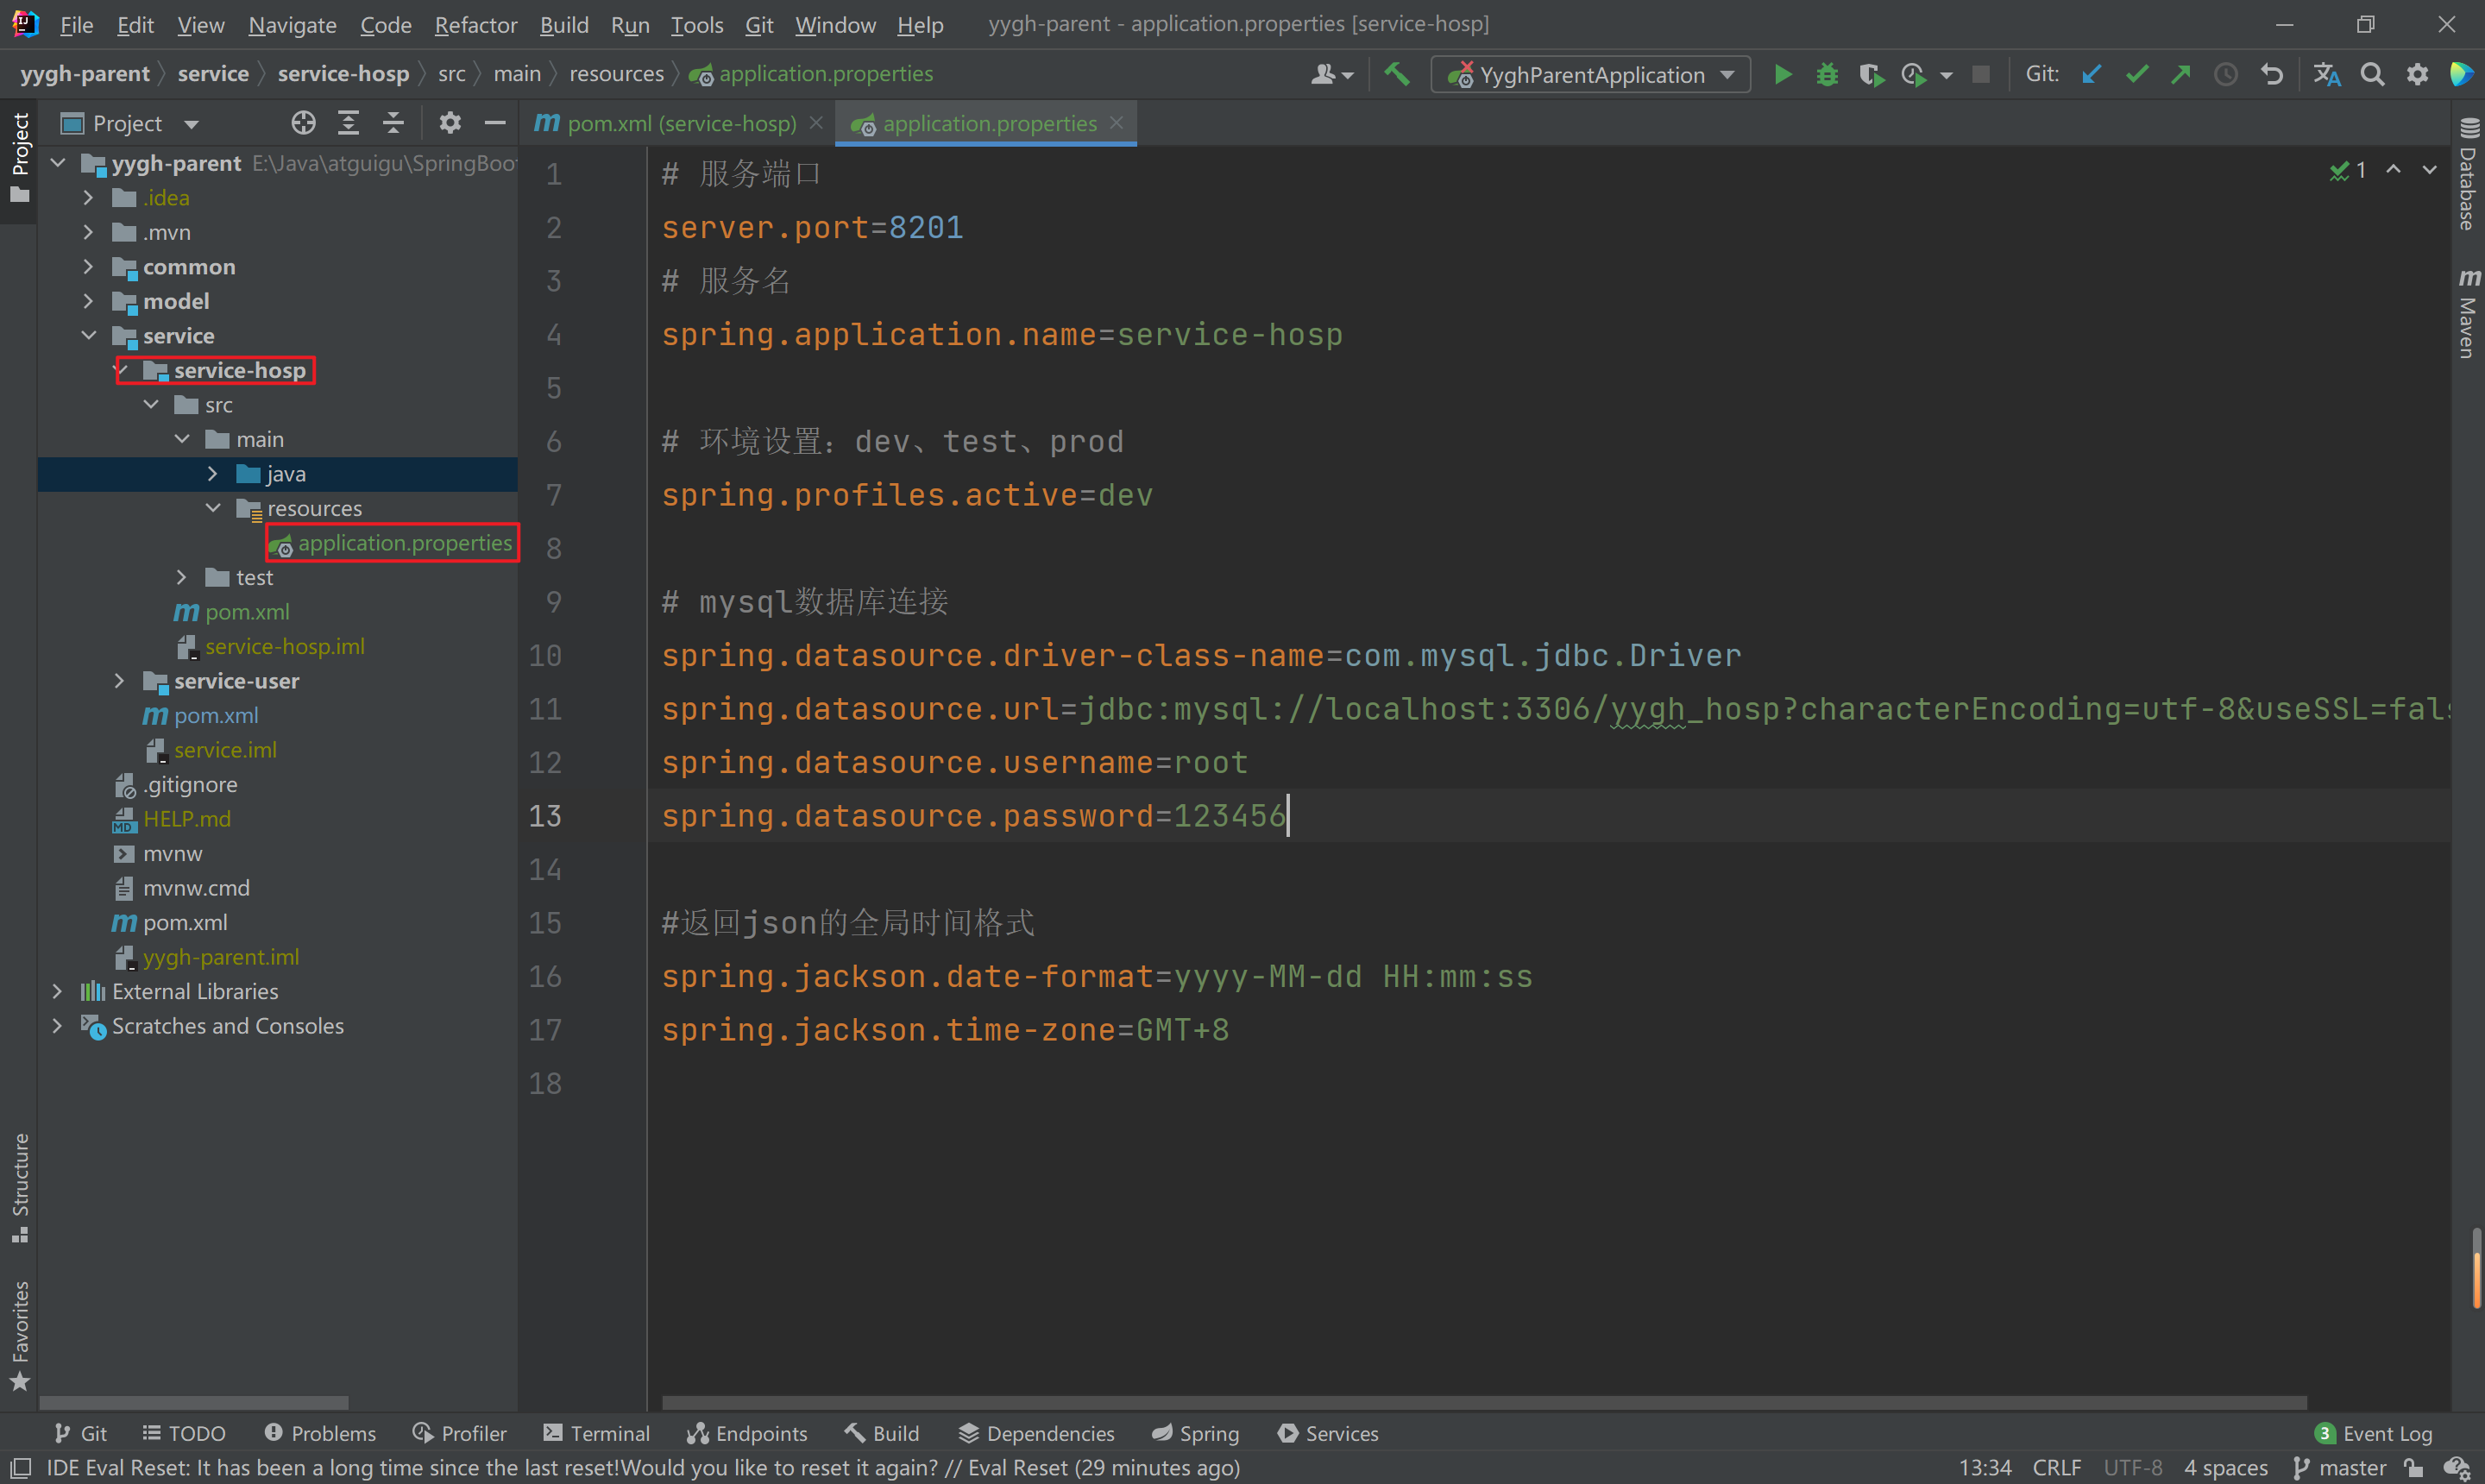 File Edit View Navigate Code Refactor Build Run Tools Git Window Help yygh-parent - application.properties [service-hosp]
yygh-parent service service-hosp src main resources application.properties YyghParentApplication Git:
Project
Project
pom.xml (service-hosp)
application.properties
yygh-parent E:\Java\atguigu\SpringBoo
.idea
.mvn
common
model
service
service-hosp
src
main
java
resources
application.properties
test
pom.xml
service-hosp.iml
service-user
pom.xml
service.iml
.gitignore
HELP.md
mvnw
mvnw.cmd
pom.xml
yygh-parent.iml
External Libraries
Scratches and Consoles
Structure
Favorites
1 # 服务端口
2 server.port=8201
3 # 服务名
4 spring.application.name=service-hosp
5
6 # 环境设置：dev、test、prod
7 spring.profiles.active=dev
8
9 # mysql数据库连接
10 spring.datasource.driver-class-name=com.mysql.jdbc.Driver
11 spring.datasource.url=jdbc:mysql://localhost:3306/yygh_hosp?characterEncoding=utf-8&useSSL=fals
12 spring.datasource.username=root
13 spring.datasource.password=123456
14
15 #返回json的全局时间格式
16 spring.jackson.date-format=yyyy-MM-dd HH:mm:ss
17 spring.jackson.time-zone=GMT+8
18
1
Database
Maven
Git TODO Problems Profiler Terminal Endpoints Build Dependencies Spring Services 3 Event Log
IDE Eval Reset: It has been a long time since the last reset!Would you like to reset it again? // Eval Reset (29 minutes ago) 13:34 CRLF UTF-8 4 spaces master